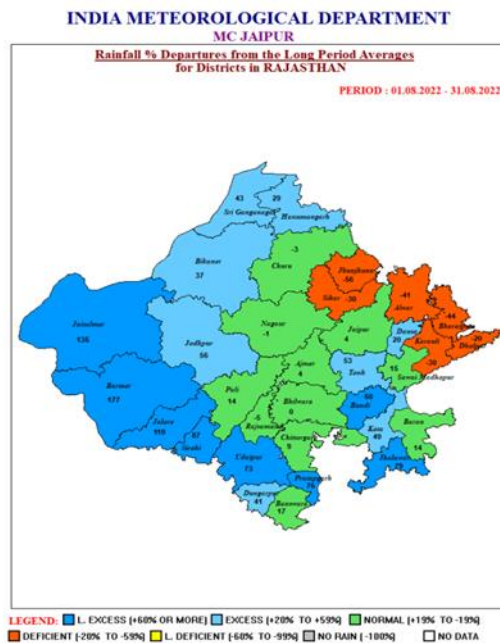 INDIA METEOROLOGICAL DEPARTMENT
MC JAIPUR
Rainfall % Departures from the Long Period Averages
for Districts in RAJASTHAN
PERIOD : 01.08.2022 - 31.08.2022
43
29
Sri Ganganagar
Hanumangarh
-3
Bikaner
Churu
Jhunjhunu
-56
37
Sikar
-30
-41
Alwar
-44
Bharatpur
Jaisalmer
135
Nagaur
-1
Jaipur
4
Dausa
20
Karauli
-30
Dholpur
Jodhpur
56
Ajmer
4
53
Tonk
15
Sawai Madhopur
Barmer
177
Pali
14
Bhilwara
0
Bundi
Baran
14
Jalore
-5
Rajsamand
Kota
49
Sirohi
Udaipur
73
Chittorgarh
9
Jhalawar
Dungarpur
41
Banswara
17
LEGEND: L. EXCESS (+60% OR MORE) EXCESS (+20% TO +59%) NORMAL (+19% TO -19%)
DEFICIENT (-20% TO -59%) L. DEFICIENT (-60% TO -99%) NO RAIN (-100%) NO DATA